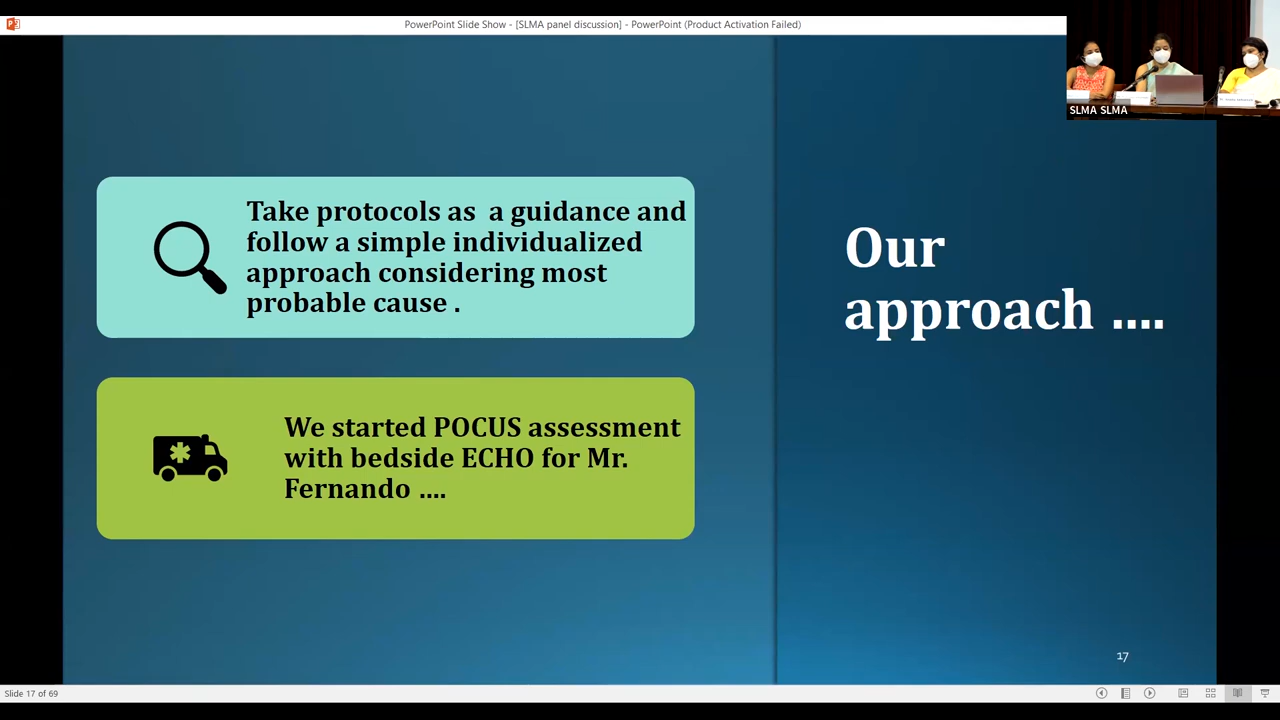 PowerPoint Slide Show - [SLMA panel discussion] - PowerPoint (Product Activation Failed)
SLMA SLMA
Take protocols as a guidance and
follow a simple individualized
approach considering most
probable cause .
Our
approach ....
We started POCUS assessment
with bedside ECHO for Mr.
Fernando ....
17
Slide 17 of 69